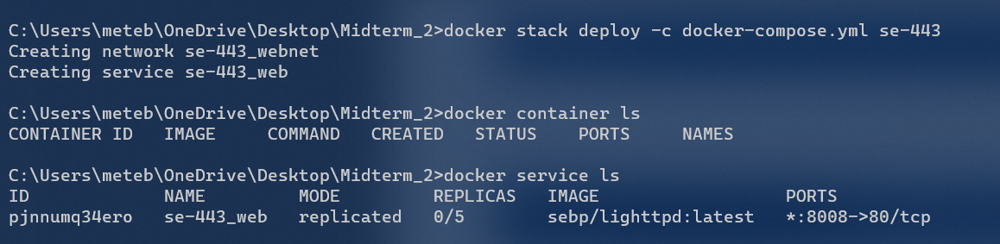 C:\Users\meteb\OneDrive\Desktop\Midterm_2>docker stack deploy -c docker-compose.yml se-443
Creating network se-443_webnet
Creating service se-443_web
C:\Users\meteb\OneDrive\Desktop\Midterm_2>docker container ls
CONTAINER ID   IMAGE     COMMAND   CREATED   STATUS    PORTS     NAMES
C:\Users\meteb\OneDrive\Desktop\Midterm_2>docker service ls
ID             NAME         MODE         REPLICAS   IMAGE                  PORTS
pjnnumq34ero   se-443_web   replicated   0/5        sebp/lighttpd:latest   *:8008->80/tcp